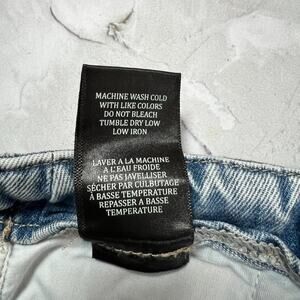 MACHINE WASH COLD
WITH LIKE COLORS
DO NOT BLEACH
TUMBLE DRY LOW
LOW IRON
LAVER A LA MACHINE
A L'EAU FROIDE
NE PAS JAVELLISER
SÉCHER PAR CULBUTAGE
À BASSE TEMPÉRATURE
REPASSER A BASSE
TEMPÉRATURE